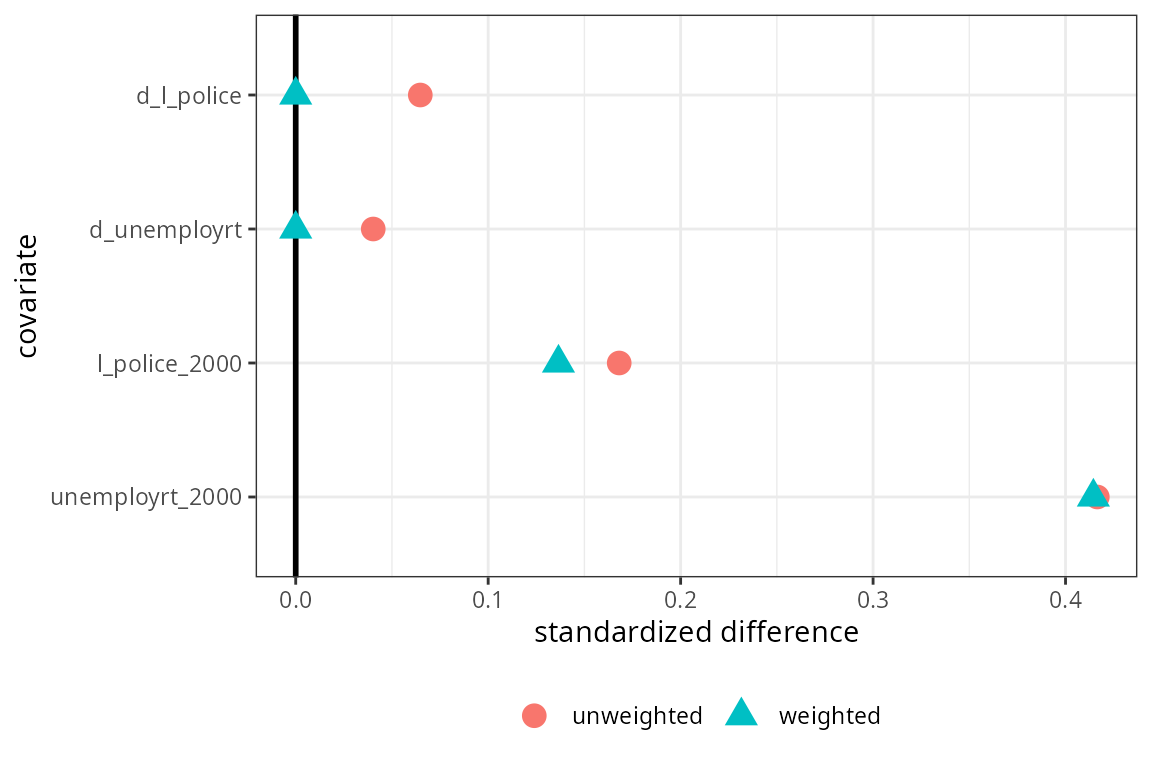 covariate
d_l_police
d_unemployrt
l_police_2000
unemployrt_2000
0.0 0.1 0.2 0.3 0.4
standardized difference
unweighted weighted